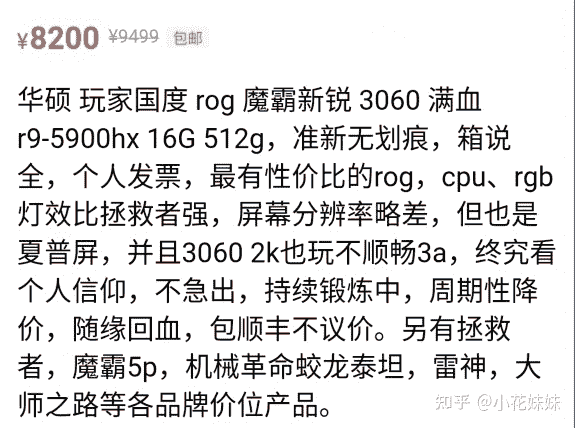 ¥8200 ¥9499 包邮
华硕 玩家国度 rog 魔霸新锐 3060 满血
r9-5900hx 16G 512g，准新无划痕，箱说
全，个人发票，最有性价比的rog，cpu、rgb
灯效比拯救者强，屏幕分辨率略差，但也是
夏普屏，并且3060 2k也玩不顺畅3a，终究看
个人信仰，不急出，持续锻炼中，周期性降
价，随缘回血，包顺丰不议价。另有拯救
者，魔霸5p，机械革命蛟龙泰坦，雷神，大
师之路等各品牌价位产品。
知乎 @小花妹妹